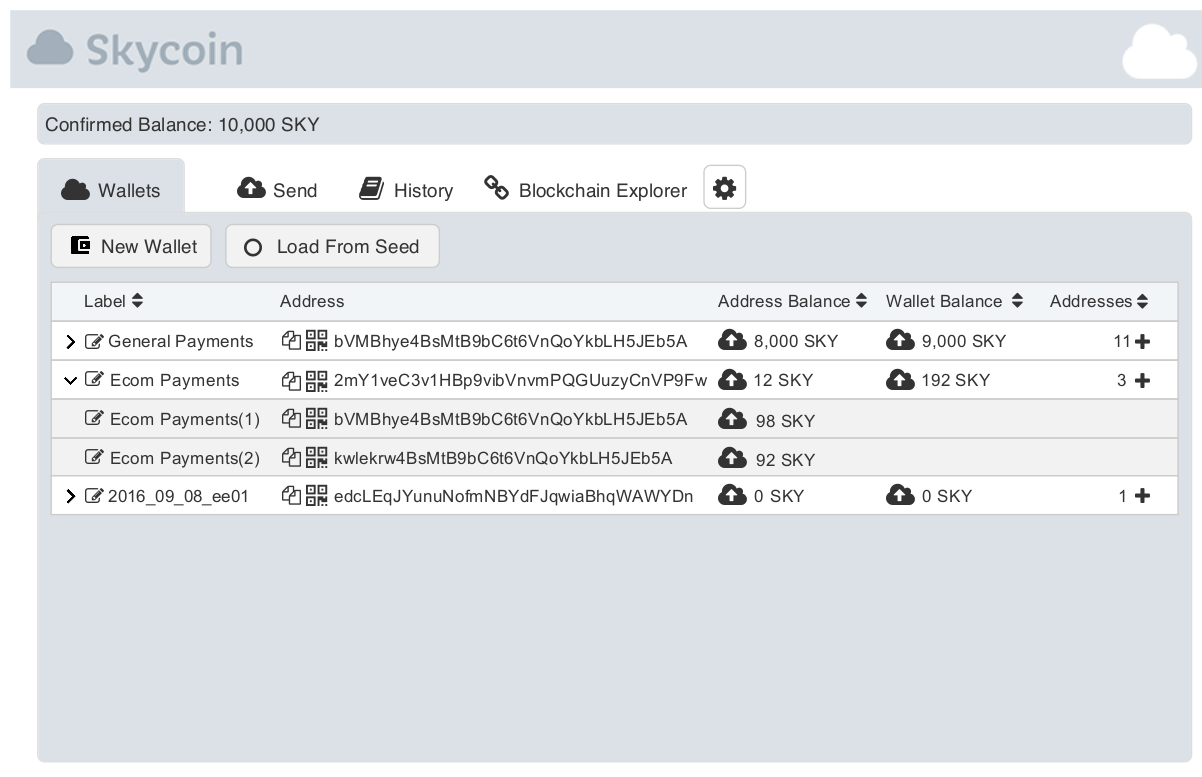 Skycoin
Confirmed Balance: 10,000 SKY
Wallets Send History Blockchain Explorer
New Wallet Load From Seed
Label Address Address Balance Wallet Balance Addresses
General Payments bVMBhye4BsMtB9bC6t6VnQoYkbLH5JEb5A 8,000 SKY 9,000 SKY 11
Ecom Payments 2mY1veC3v1HBp9vibVnvmPQGUuzyCnVP9Fw 12 SKY 192 SKY 3
Ecom Payments(1) bVMBhye4BsMtB9bC6t6VnQoYkbLH5JEb5A 98 SKY
Ecom Payments(2) kwlekrw4BsMtB9bC6t6VnQoYkbLH5JEb5A 92 SKY
2016_09_08_ee01 edcLEqJYunuNofmNBYdFJqwiaBhqWAWYDn 0 SKY 0 SKY 1